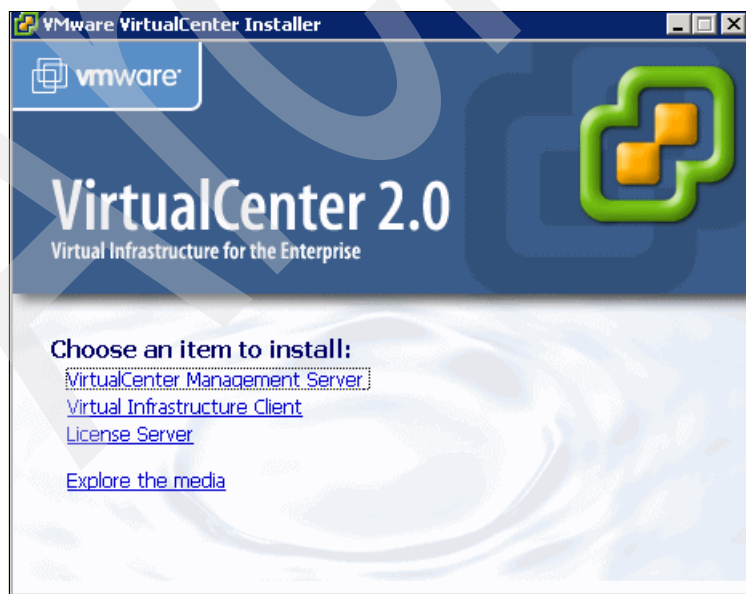 VMware VirtualCenter Installer
vmware
VirtualCenter 2.0
Virtual Infrastructure for the Enterprise
Choose an item to install:
VirtualCenter Management Server
Virtual Infrastructure Client
License Server
Explore the media